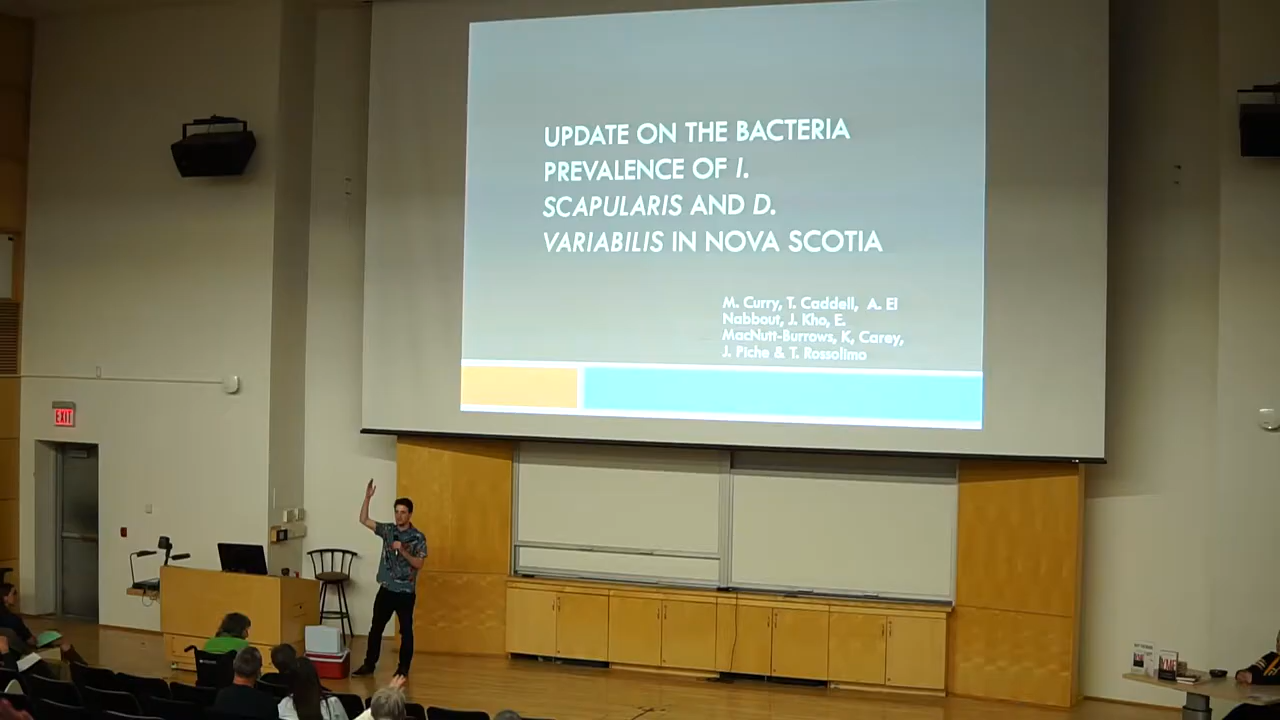 UPDATE ON THE BACTERIA
PREVALENCE OF I.
SCAPULARIS AND D.
VARIABILIS IN NOVA SCOTIA
M. Curry, T. Caddell, A. El
Nabbout, J. Kho, E.
MacNutt-Burrows, K, Carey,
J. Piche & T. Rossolimo
EXIT
LYME